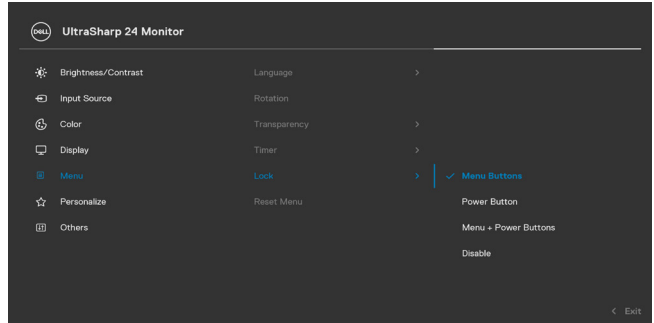 DELL UltraSharp 24 Monitor
Brightness/Contrast Language >
Input Source Rotation
Color Transparency >
Display Timer >
Menu Lock > ✓ Menu Buttons
Personalize Reset Menu Power Button
Others Menu + Power Buttons
Disable
< Exit